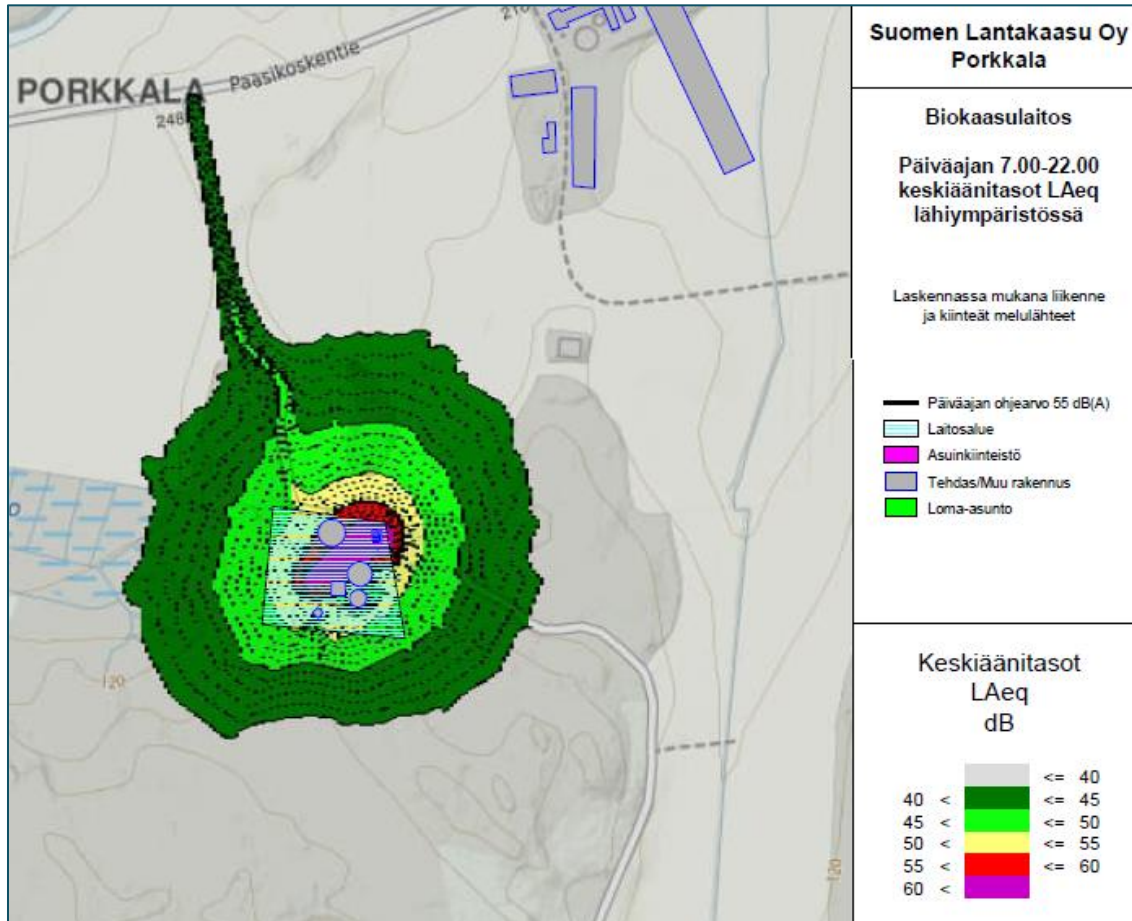 210
Paasikoskentie
PORKKALA
248
120
120
Suomen Lantakaasu Oy
Porkkala
Biokaasulaitos
Päiväajan 7.00-22.00
keskiäänitasot LAeq
lähiympäristössä
Laskennassa mukana liikenne
ja kiinteät melulähteet
Päiväajan ohjearvo 55 dB(A)
Laitosalue
Asuinkiinteistö
Tehdas/Muu rakennus
Loma-asunto
Keskiäänitasot
LAeq
dB
<= 40
40 < <= 45
45 < <= 50
50 < <= 55
55 < <= 60
60 <